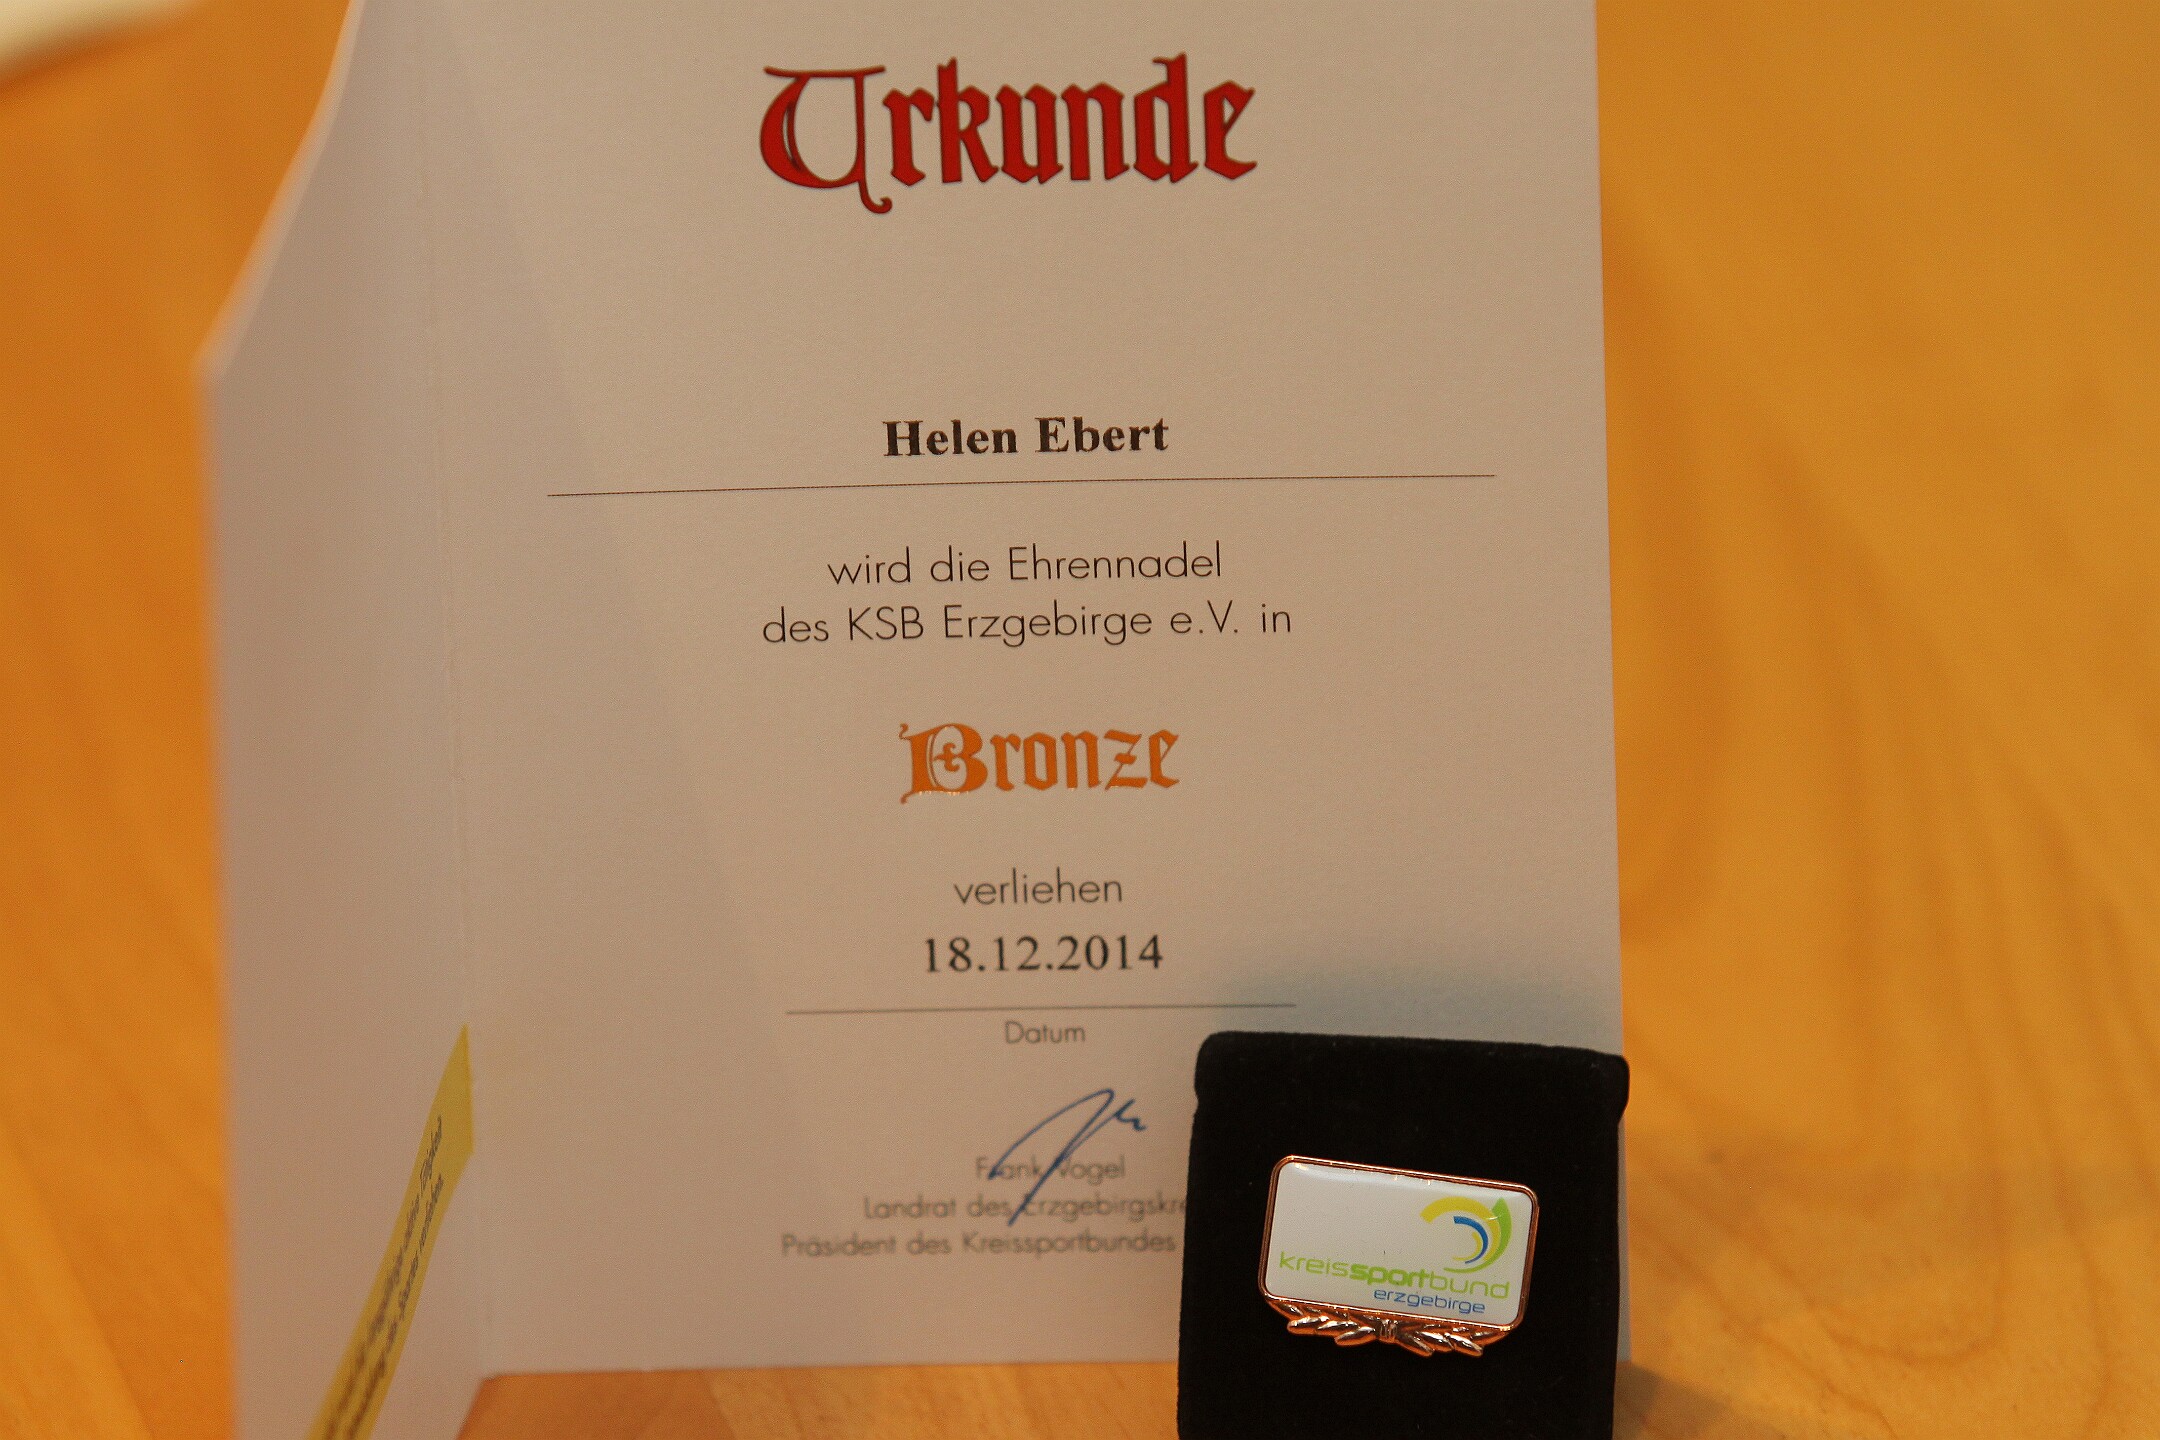 Urkunde
Helen Ebert
wird die Ehrennadel
des KSB Erzgebirge e.V. in
Bronze
verliehen
18.12.2014
Datum
Frank Vogel
Landrat des Erzgebirgskre
Präsident des Kreissportbundes
kreissportbund
erzgebirge